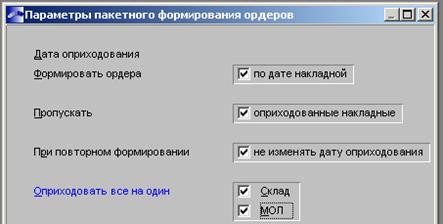 Параметры пакетного формирования ордеров
Дата оприходования
Формировать ордера по дате накладной
Пропускать оприходованные накладные
При повторном формировании не изменять дату оприходования
Оприходовать все на один Склад
МОЛ